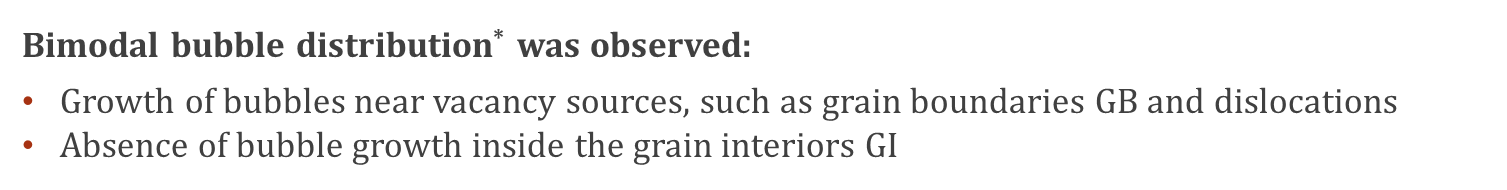 Bimodal bubble distribution* was observed:
• Growth of bubbles near vacancy sources, such as grain boundaries GB and dislocations
• Absence of bubble growth inside the grain interiors GI